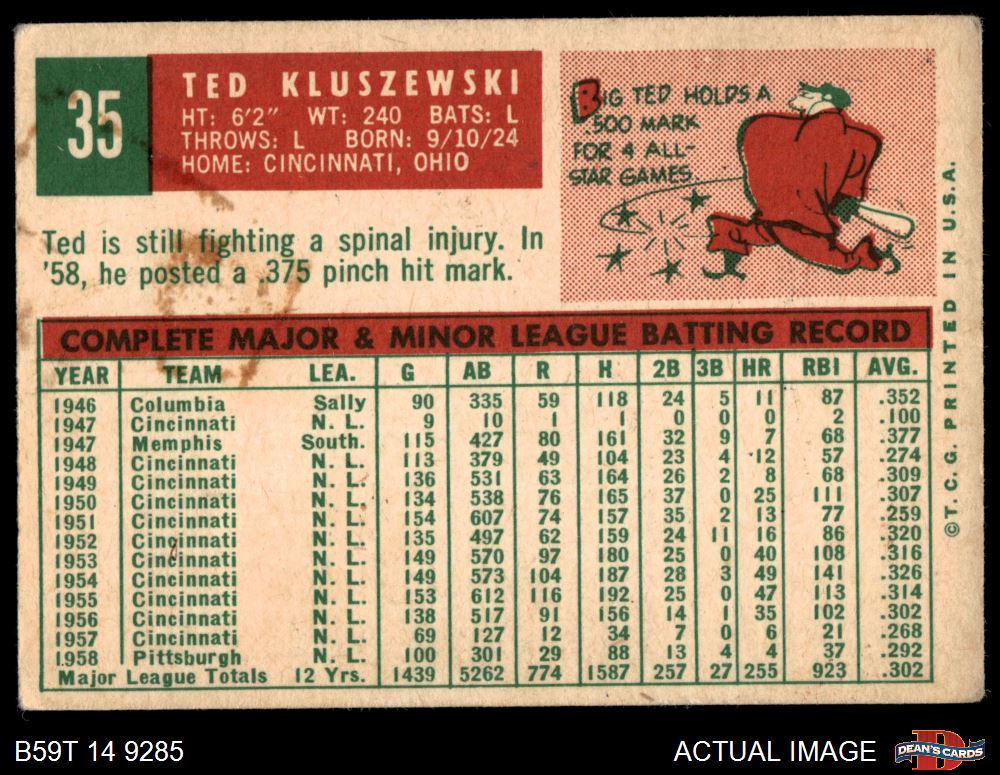 35
TED KLUSZEWSKI
HT: 6'2" WT: 240 BATS: L
THROWS: L BORN: 9/10/24
HOME: CINCINNATI, OHIO
BIG TED HOLDS A
.500 MARK
FOR 4 ALL-
STAR GAMES.
Ted is still fighting a spinal injury. In
'58, he posted a .375 pinch hit mark.
COMPLETE MAJOR & MINOR LEAGUE BATTING RECORD
YEAR TEAM LEA. G AB R H 2B 3B HR RBI AVG.
1946 Columbia Sally 90 335 59 118 24 5 11 87 .352
1947 Cincinnati N. L. 9 10 1 1 0 0 0 2 .100
1947 Memphis South. 115 427 80 161 32 9 7 68 .377
1948 Cincinnati N. L. 113 379 49 104 23 4 12 57 .274
1949 Cincinnati N. L. 136 531 63 164 26 2 8 68 .309
1950 Cincinnati N. L. 134 538 76 165 37 0 25 111 .307
1951 Cincinnati N. L. 154 607 74 157 35 2 13 77 .259
1952 Cincinnati N. L. 135 497 62 159 24 11 16 86 .320
1953 Cincinnati N. L. 149 570 97 180 25 0 40 108 .316
1954 Cincinnati N. L. 149 573 104 187 28 3 49 141 .326
1955 Cincinnati N. L. 153 612 116 192 25 0 47 113 .314
1956 Cincinnati N. L. 138 517 91 156 14 1 35 102 .302
1957 Cincinnati N. L. 69 127 12 34 7 0 6 21 .268
1958 Pittsburgh N. L. 100 301 29 88 13 4 4 37 .292
Major League Totals 12 Yrs. 1439 5262 774 1587 257 27 255 923 .302
©T. C. G. PRINTED IN U.S.A.
B59T 14 9285
ACTUAL IMAGE
DEAN'S CARDS